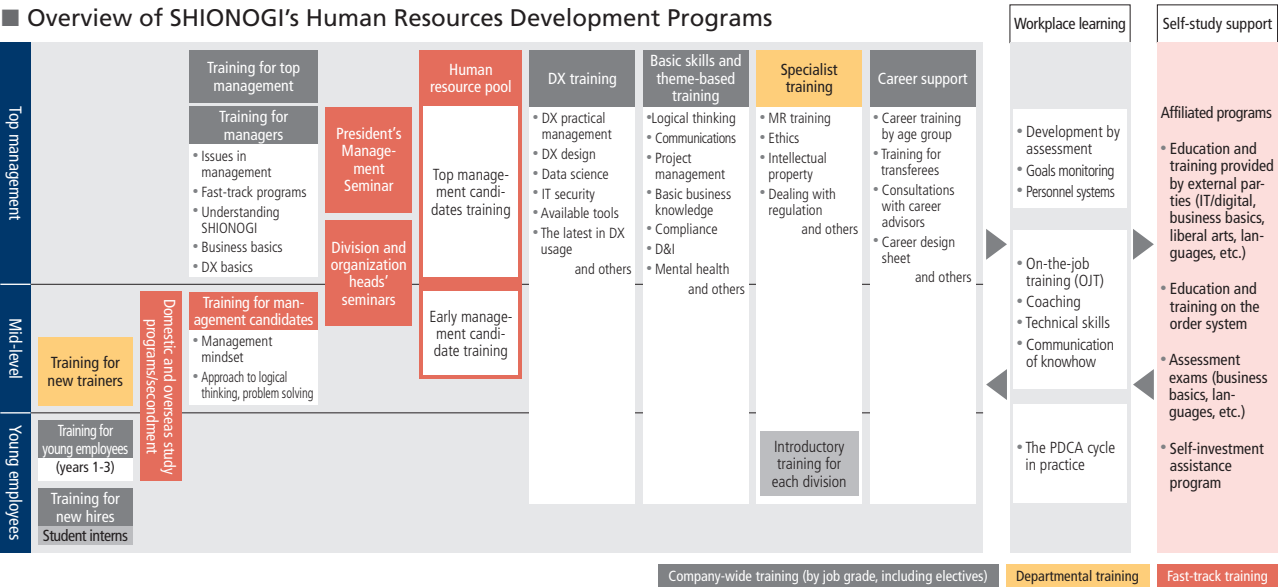 ■ Overview of SHIONOGI's Human Resources Development Programs
Workplace learning
Self-study support
Top management
Mid-level
Young employees
Training for top
management
Training for
managers
• Issues in
management
• Fast-track programs
• Understanding
SHIONOGI
• Business basics
• DX basics
President's
Manage-
ment
Seminar
Division and
organization
heads'
seminars
Human
resource pool
Top manage-
ment candi-
dates training
Early manage-
ment candi-
date training
DX training
• DX practical
management
• DX design
• Data science
• IT security
• Available tools
• The latest in DX
usage
and others
Basic skills and
theme-based
training
•Logical thinking
• Communications
• Project
management
• Basic business
knowledge
• Compliance
• D&I
• Mental health
and others
Specialist
training
• MR training
• Ethics
• Intellectual
property
• Dealing with
regulation
and others
Introductory
training for
each division
Career support
• Career training
by age group
• Training for
transferees
• Consultations
with career
advisors
• Career design
sheet
and others
Training for man-
agement candidates
• Management
mindset
• Approach to logical
thinking, problem solving
Domestic and overseas study
programs/secondment
Training for
new trainers
Training for
young employees
(years 1-3)
Training for
new hires
Student interns
• Development by
assessment
• Goals monitoring
• Personnel systems
• On-the-job
training (OJT)
• Coaching
• Technical skills
• Communication
of knowhow
• The PDCA cycle
in practice
Affiliated programs
• Education and
training provided
by external par-
ties (IT/digital,
business basics,
liberal arts, lan-
guages, etc.)
• Education and
training on the
order system
• Assessment
exams (business
basics, lan-
guages, etc.)
• Self-investment
assistance
program
Company-wide training (by job grade, including electives)
Departmental training
Fast-track training